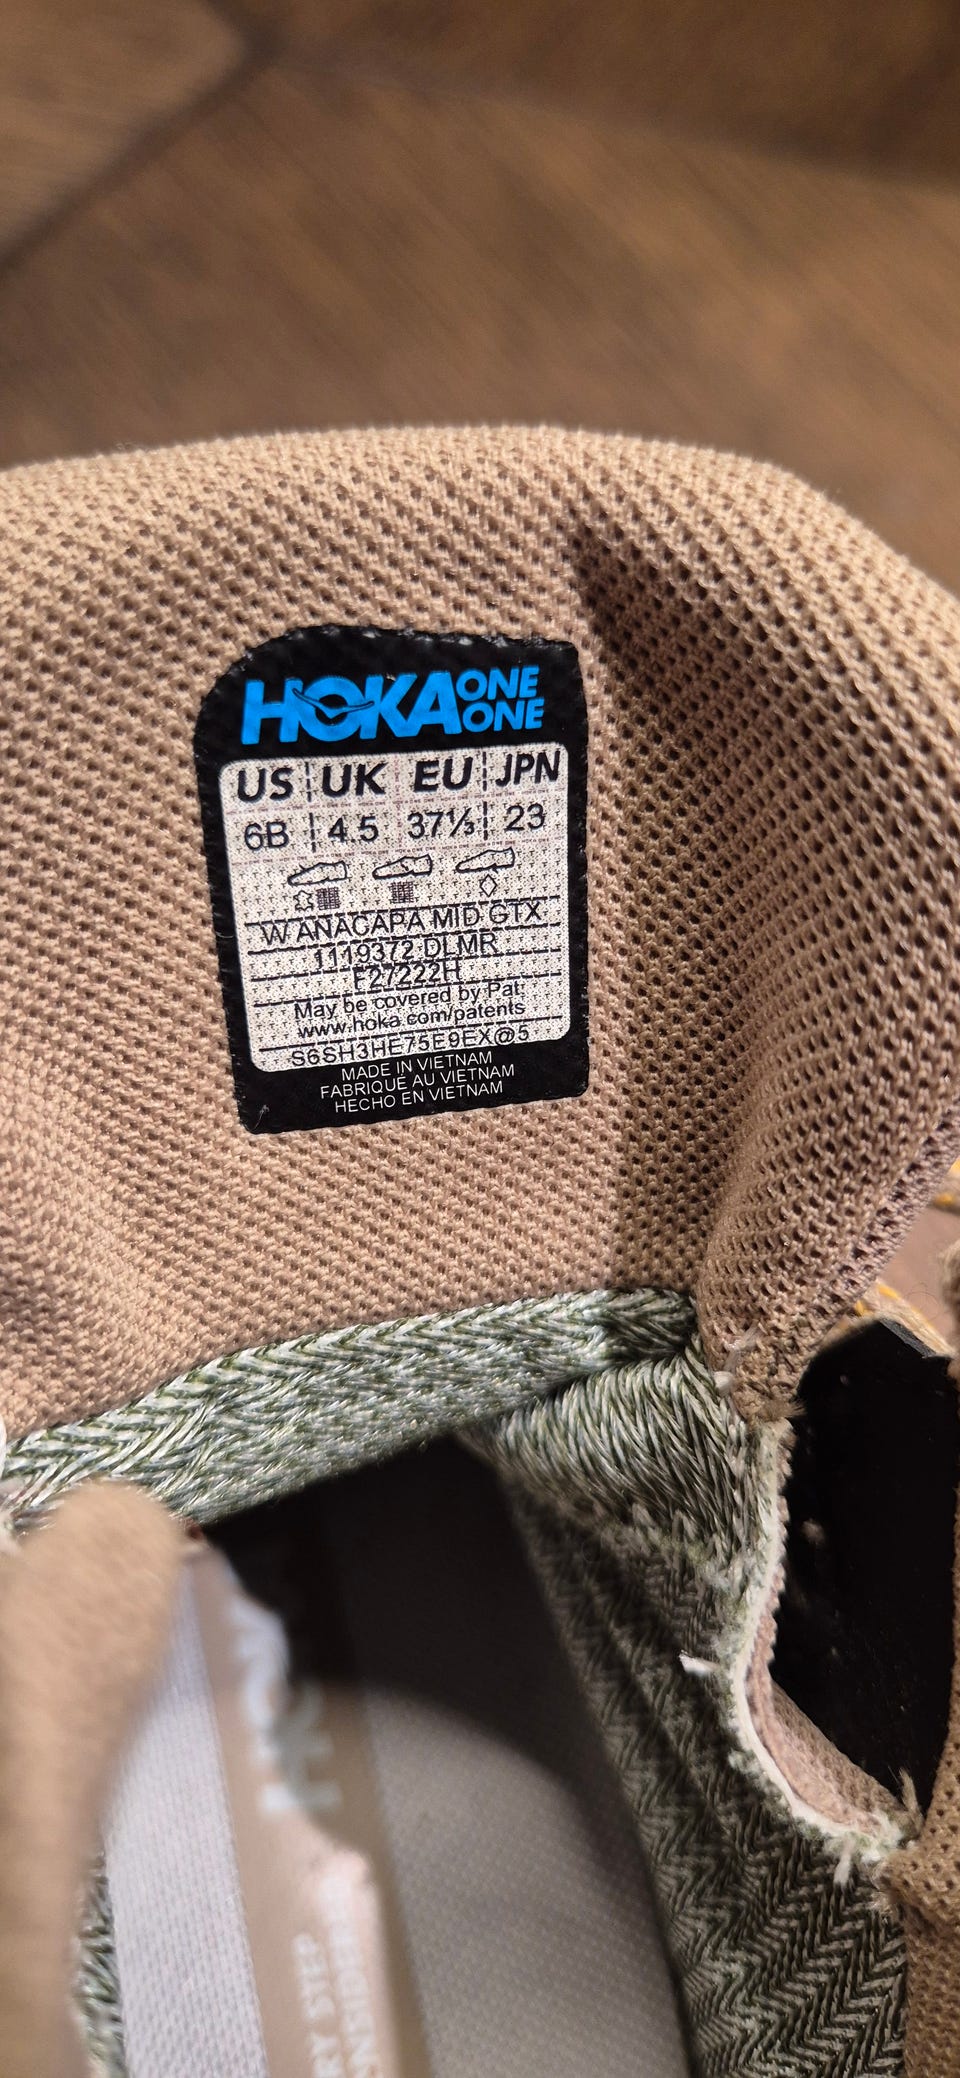 HOKA ONE ONE
US UK EU JPN
6B 4.5 37⅓ 23
W ANACAPA MID GTX
1119372 DLMR
F27222H
May be covered by Pat:
www.hoka.com/patents
S6SH3HE75E9EX@5
MADE IN VIETNAM
FABRIQUÉ AU VIETNAM
HECHO EN VIETNAM